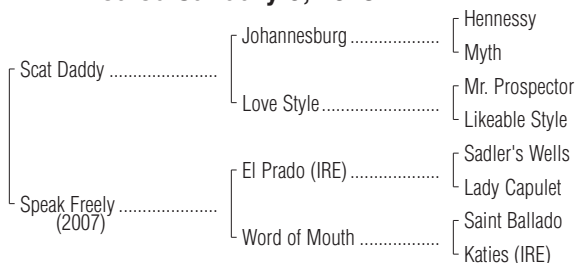 Hennessy
Johannesburg ....................
Myth
Scat Daddy ........................
Mr. Prospector
Love Style..........................
Likeable Style
Sadler's Wells
El Prado (IRE) ....................
Lady Capulet
Speak Freely ......................
(2007)
Saint Ballado
Word of Mouth ..................
Katies (IRE)